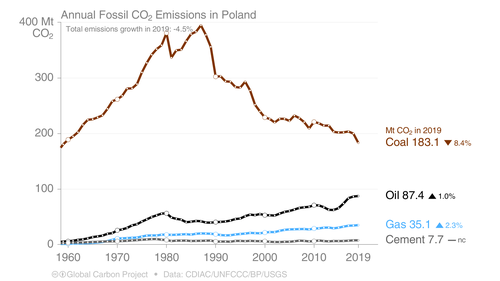 Annual Fossil CO₂ Emissions in Poland
400 Mt
CO₂
Total emissions growth in 2019: -4.5%
300
200
100
0
1960 1970 1980 1990 2000 2010 2019
Mt CO₂ in 2019
Coal 183.1 ▼ 8.4%
Oil 87.4 ▲ 1.0%
Gas 35.1 ▲ 2.3%
Cement 7.7 – nc
Global Carbon Project • Data: CDIAC/UNFCCC/BP/USGS